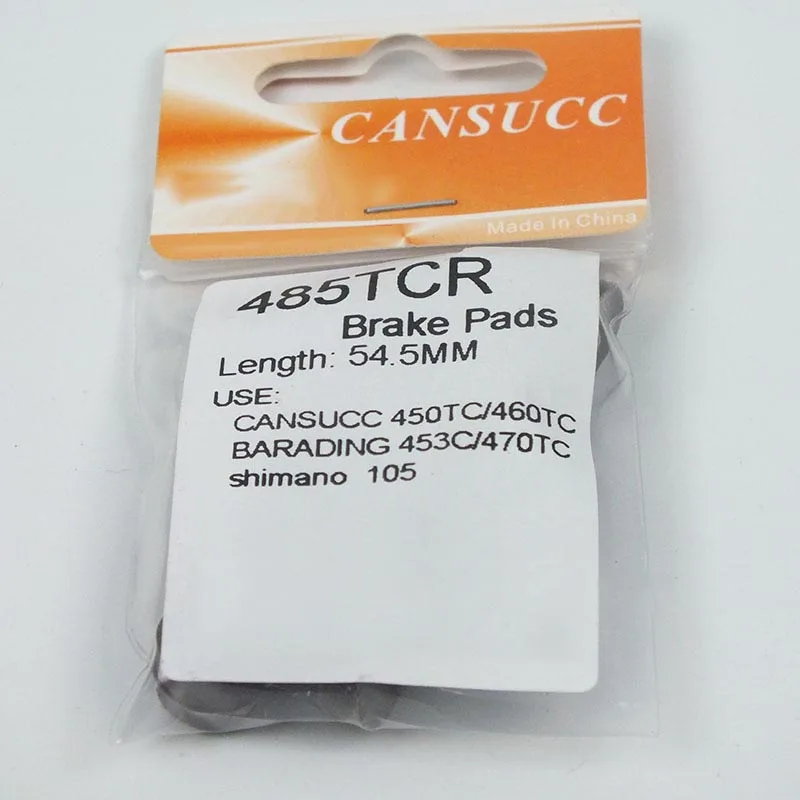 CANSUCC
Made In China
485TCR
Brake Pads
Length: 54.5MM
USE:
CANSUCC 450TC/460TC
BARADING 453C/470TC
shimano 105